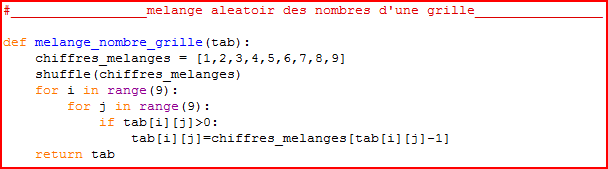 #__________________melange aleatoir des nombres d'une grille_________________
def melange_nombre_grille(tab):
    chiffres_melanges = [1,2,3,4,5,6,7,8,9]
    shuffle(chiffres_melanges)
    for i in range(9):
        for j in range(9):
            if tab[i][j]>0:
                tab[i][j]=chiffres_melanges[tab[i][j]-1]
    return tab